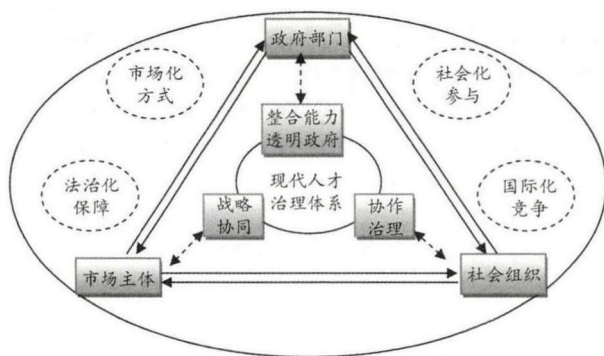 政府部门
市场化
方式
社会化
参与
整合能力
透明政府
法治化
保障
现代人才
治理体系
国际化
竞争
战略
协同
协作
治理
市场主体
社会组织